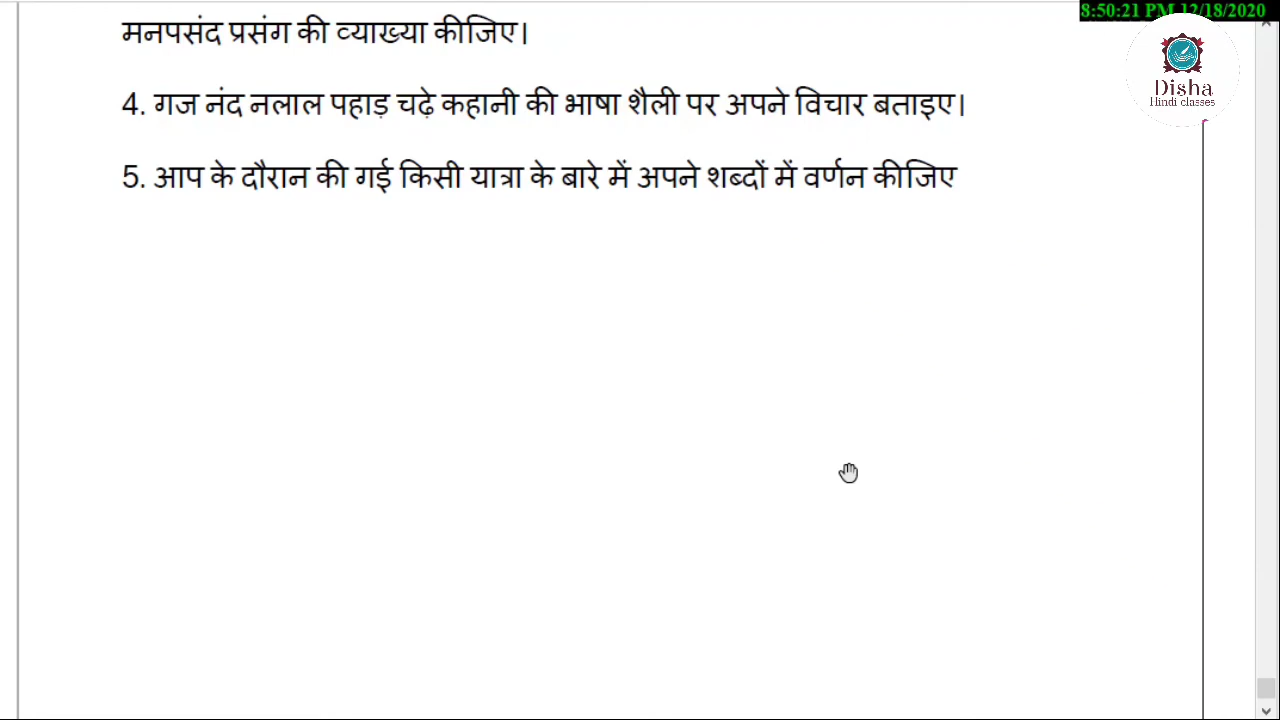 8:50:21 PM 12/18/2020
मनपसंद प्रसंग की व्याख्या कीजिए।
Disha
Hindi classes
4. गज नंद नलाल पहाड़ चढ़े कहानी की भाषा शैली पर अपने विचार बताइए।
5. आप के दौरान की गई किसी यात्रा के बारे में अपने शब्दों में वर्णन कीजिए